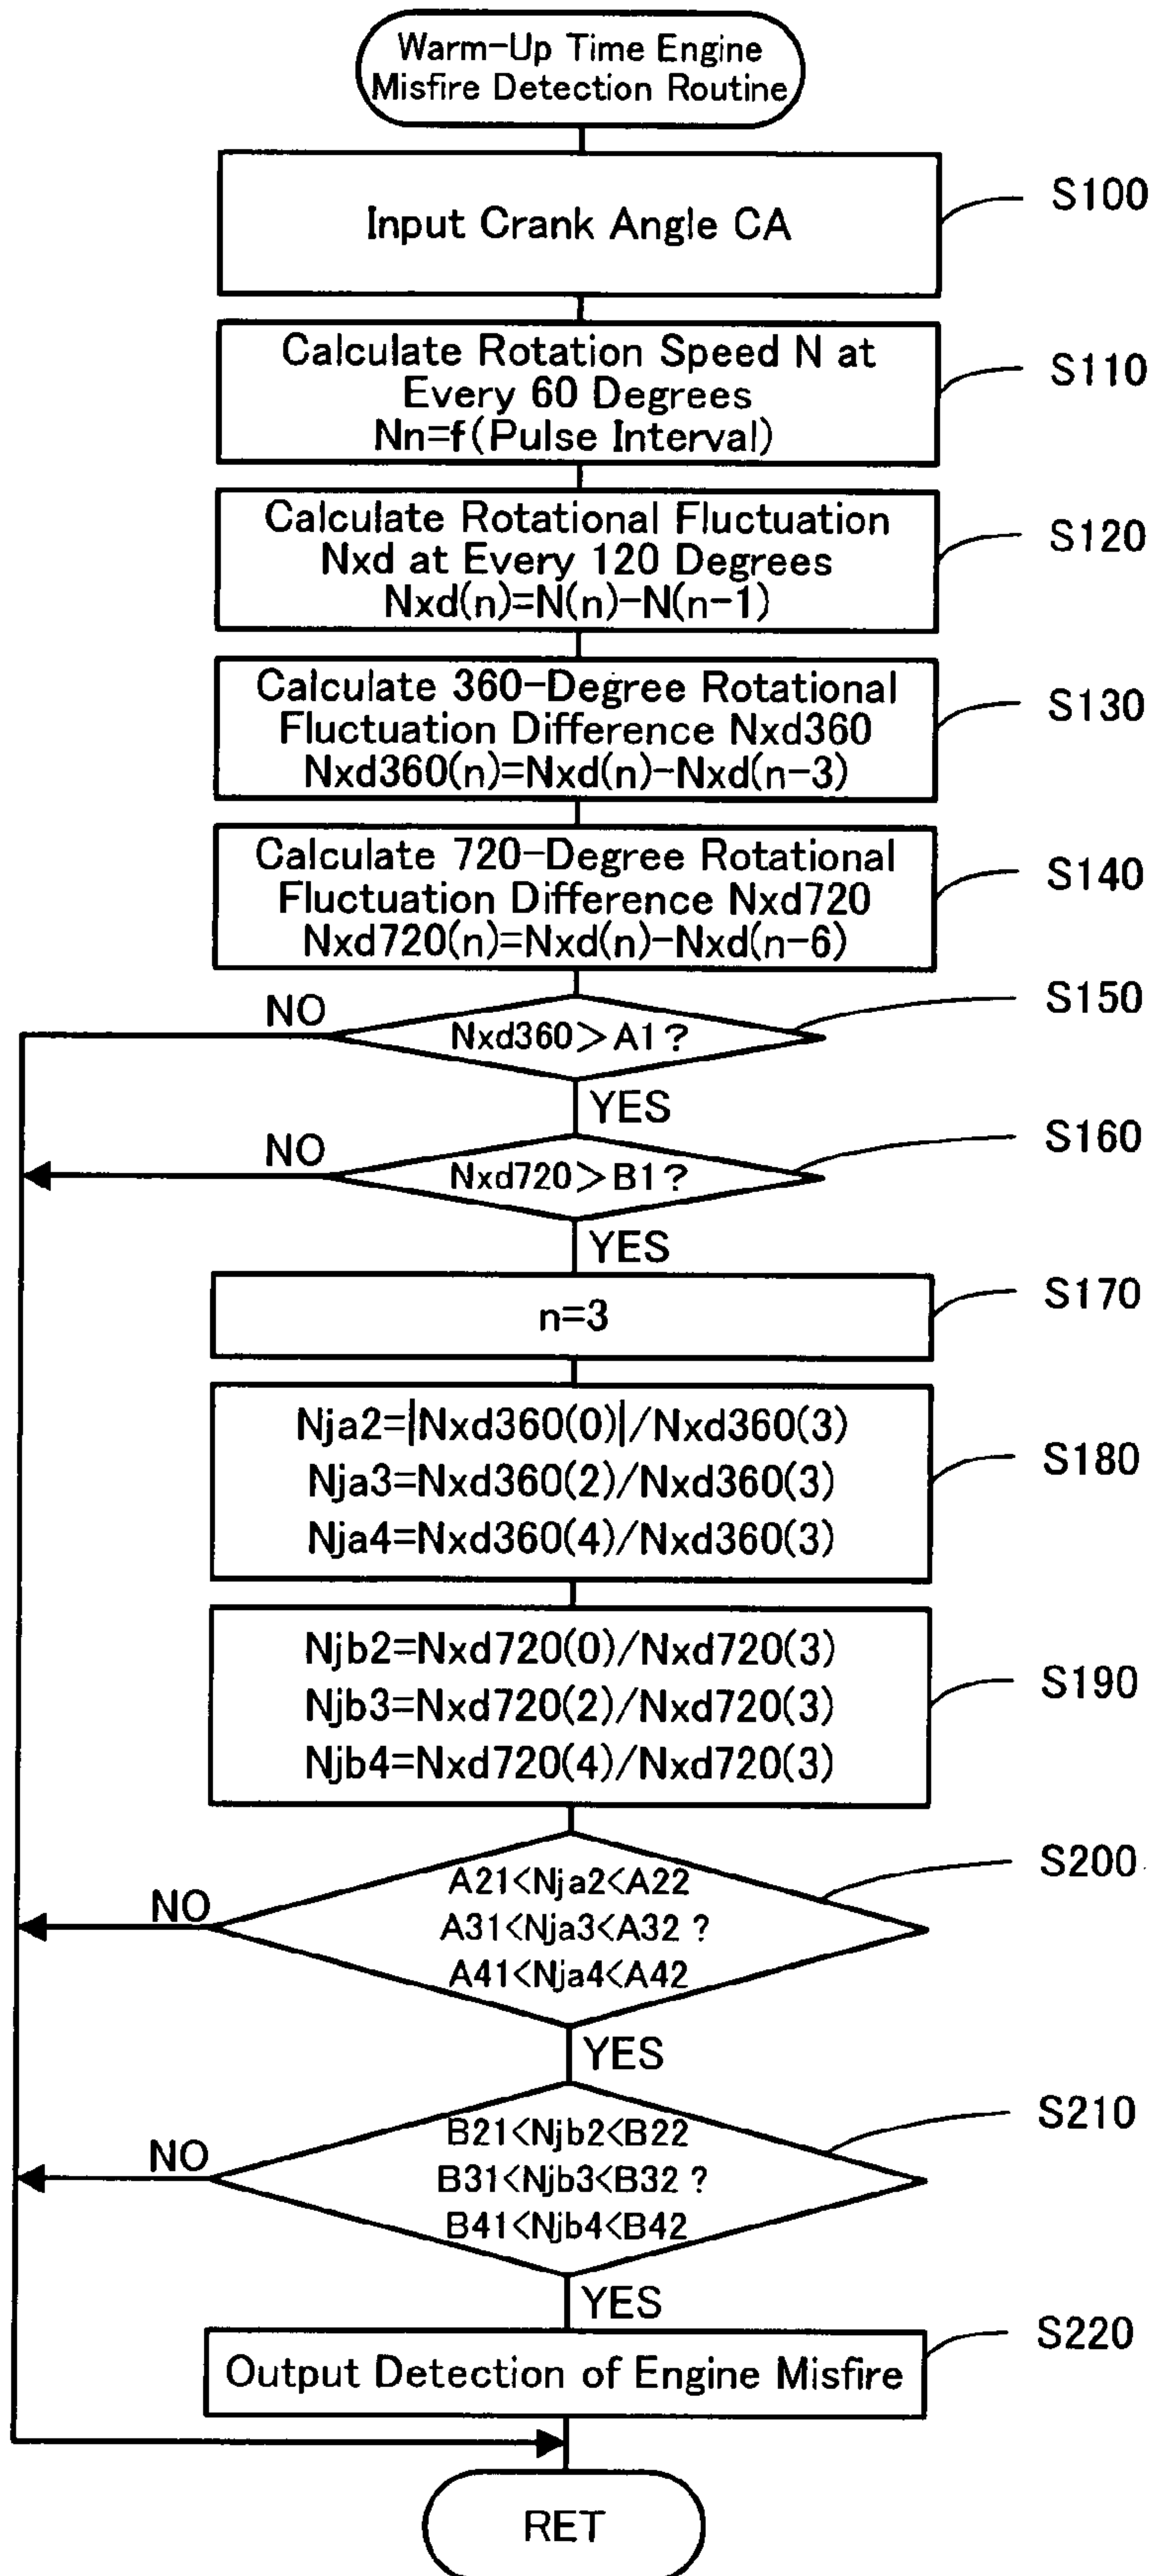 Warm-Up Time Engine
Misfire Detection Routine
Input Crank Angle CA
S100
Calculate Rotation Speed N at
Every 60 Degrees
Nn=f(Pulse Interval)
S110
Calculate Rotational Fluctuation
Nxd at Every 120 Degrees
Nxd(n)=N(n)-N(n-1)
S120
Calculate 360-Degree Rotational
Fluctuation Difference Nxd360
Nxd360(n)=Nxd(n)-Nxd(n-3)
S130
Calculate 720-Degree Rotational
Fluctuation Difference Nxd720
Nxd720(n)=Nxd(n)-Nxd(n-6)
S140
NO
Nxd360>A1?
S150
YES
NO
Nxd720>B1?
S160
YES
n=3
S170
Nja2=|Nxd360(0)|/Nxd360(3)
Nja3=Nxd360(2)/Nxd360(3)
Nja4=Nxd360(4)/Nxd360(3)
S180
Njb2=Nxd720(0)/Nxd720(3)
Njb3=Nxd720(2)/Nxd720(3)
Njb4=Nxd720(4)/Nxd720(3)
S190
NO
A21<Nja2<A22
A31<Nja3<A32 ?
A41<Nja4<A42
S200
YES
NO
B21<Njb2<B22
B31<Njb3<B32 ?
B41<Njb4<B42
S210
YES
Output Detection of Engine Misfire
S220
RET